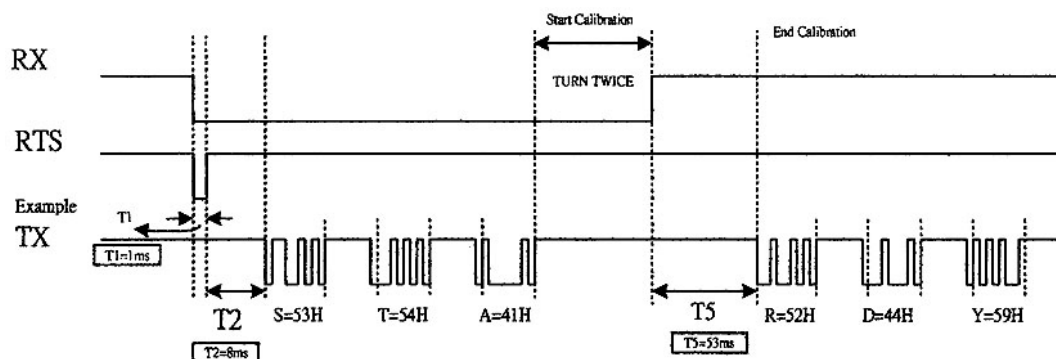 Start Calibration
End Calibration
RX
TURN TWICE
RTS
Example
T1
TX
T1=1ms
T2
S=53H
T=54H
A=41H
T5
R=52H
D=44H
Y=59H
T2=8ms
T5=53ms